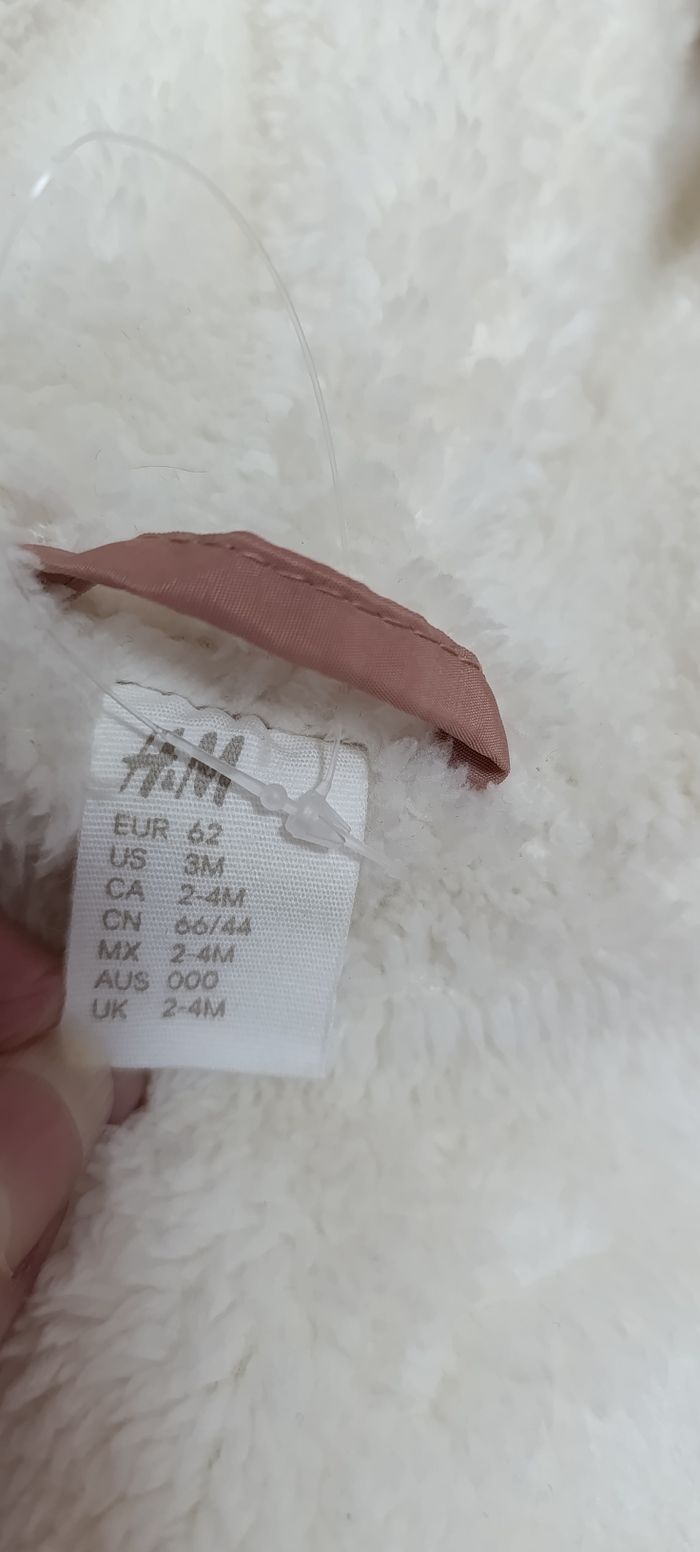 H&M
EUR 62
US 3M
CA 2-4M
CN 66/44
MX 2-4M
AUS 000
UK 2-4M